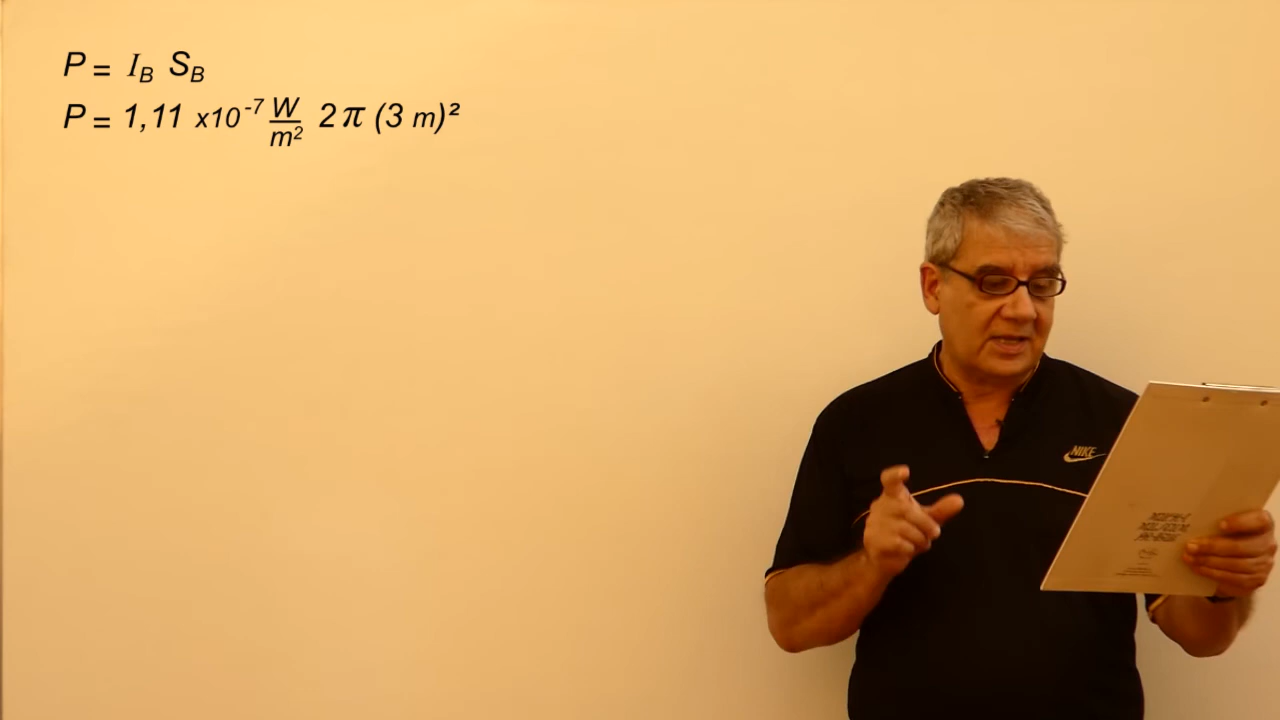 P = I_B S_B
P = 1,11 x10⁻⁷ W/m² 2π (3 m)²
NIKE